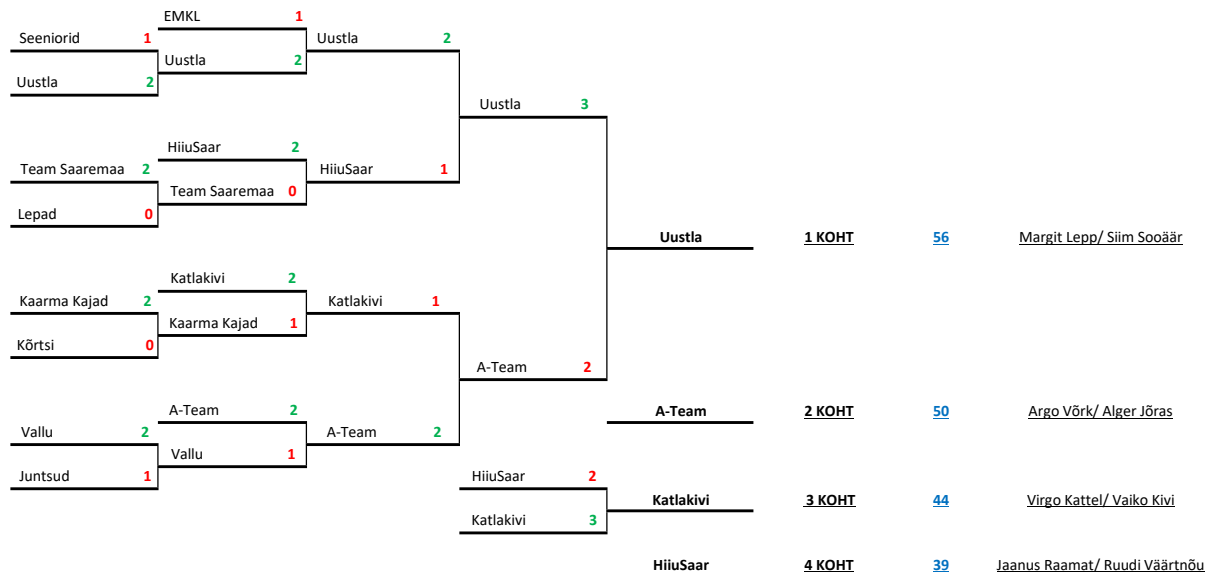 EMKL 1
Seeniorid 1
Uustla 2
Uustla 2
Uustla 2
Uustla 3
HiiuSaar 2
Team Saaremaa 2
HiiuSaar 1
Team Saaremaa 0
Lepad 0
Uustla 1 KOHT 56 Margit Lepp/ Siim Sooäär
Katlakivi 2
Kaarma Kajad 2
Katlakivi 1
Kaarma Kajad 1
Kõrtsi 0
A-Team 2
A-Team 2
A-Team 2 KOHT 50 Argo Võrk/ Alger Jõras
Vallu 2
A-Team 2
Vallu 1
Juntsud 1
HiiuSaar 2
Katlakivi 3 KOHT 44 Virgo Kattel/ Vaiko Kivi
Katlakivi 3
HiiuSaar 4 KOHT 39 Jaanus Raamat/ Ruudi Väärtnõu